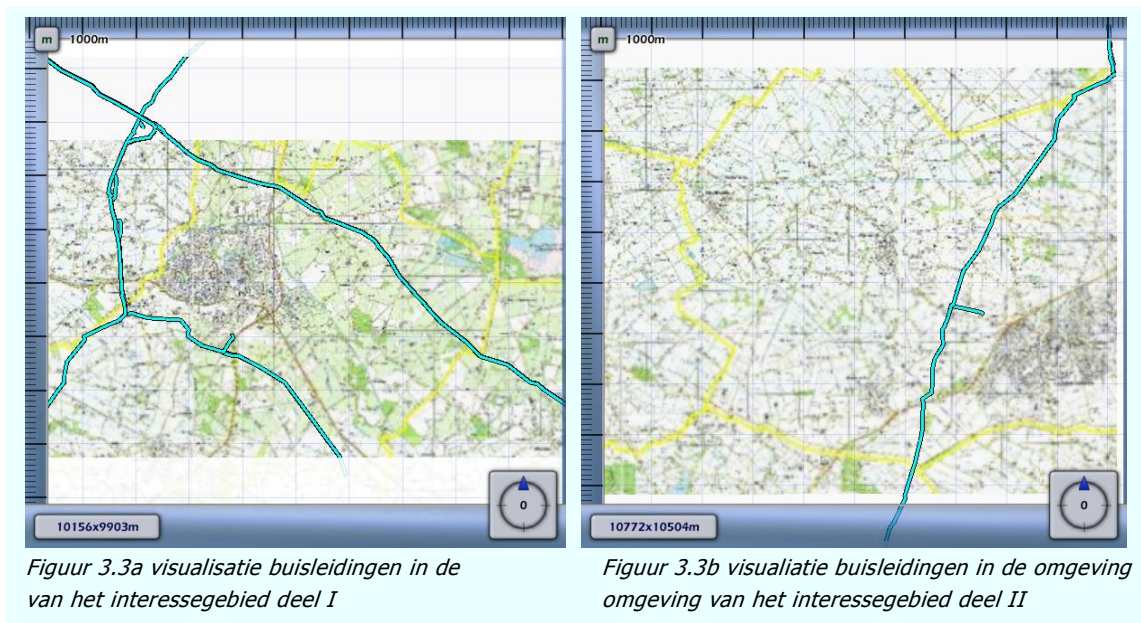 m 1000m
10156x9903m
0
m 1000m
10772x10504m
0
Figuur 3.3a visualisatie buisleidingen in de
van het interessegebied deel I
Figuur 3.3b visualiatie buisleidingen in de omgeving
omgeving van het interessegebied deel II